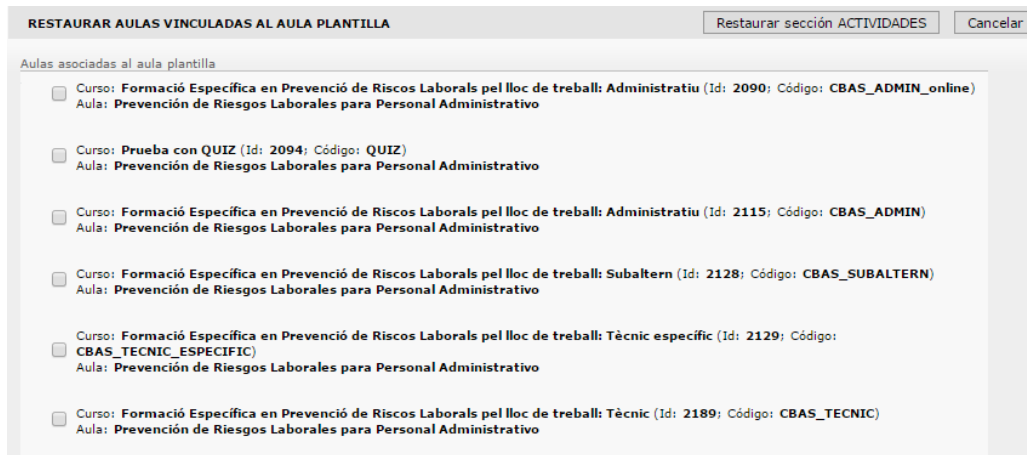 RESTAURAR AULAS VINCULADAS AL AULA PLANTILLA
Restaurar sección ACTIVIDADES
Cancelar
Aulas asociadas al aula plantilla
Curso: Formació Específica en Prevenció de Riscos Laborals pel lloc de treball: Administratiu (Id: 2090; Código: CBAS_ADMIN_online)
Aula: Prevención de Riesgos Laborales para Personal Administrativo
Curso: Prueba con QUIZ (Id: 2094; Código: QUIZ)
Aula: Prevención de Riesgos Laborales para Personal Administrativo
Curso: Formació Específica en Prevenció de Riscos Laborals pel lloc de treball: Administratiu (Id: 2115; Código: CBAS_ADMIN)
Aula: Prevención de Riesgos Laborales para Personal Administrativo
Curso: Formació Específica en Prevenció de Riscos Laborals pel lloc de treball: Subaltern (Id: 2128; Código: CBAS_SUBALTERN)
Aula: Prevención de Riesgos Laborales para Personal Administrativo
Curso: Formació Específica en Prevenció de Riscos Laborals pel lloc de treball: Tècnic específic (Id: 2129; Código:
CBAS_TECNIC_ESPECIFIC)
Aula: Prevención de Riesgos Laborales para Personal Administrativo
Curso: Formació Específica en Prevenció de Riscos Laborals pel lloc de treball: Tècnic (Id: 2189; Código: CBAS_TECNIC)
Aula: Prevención de Riesgos Laborales para Personal Administrativo